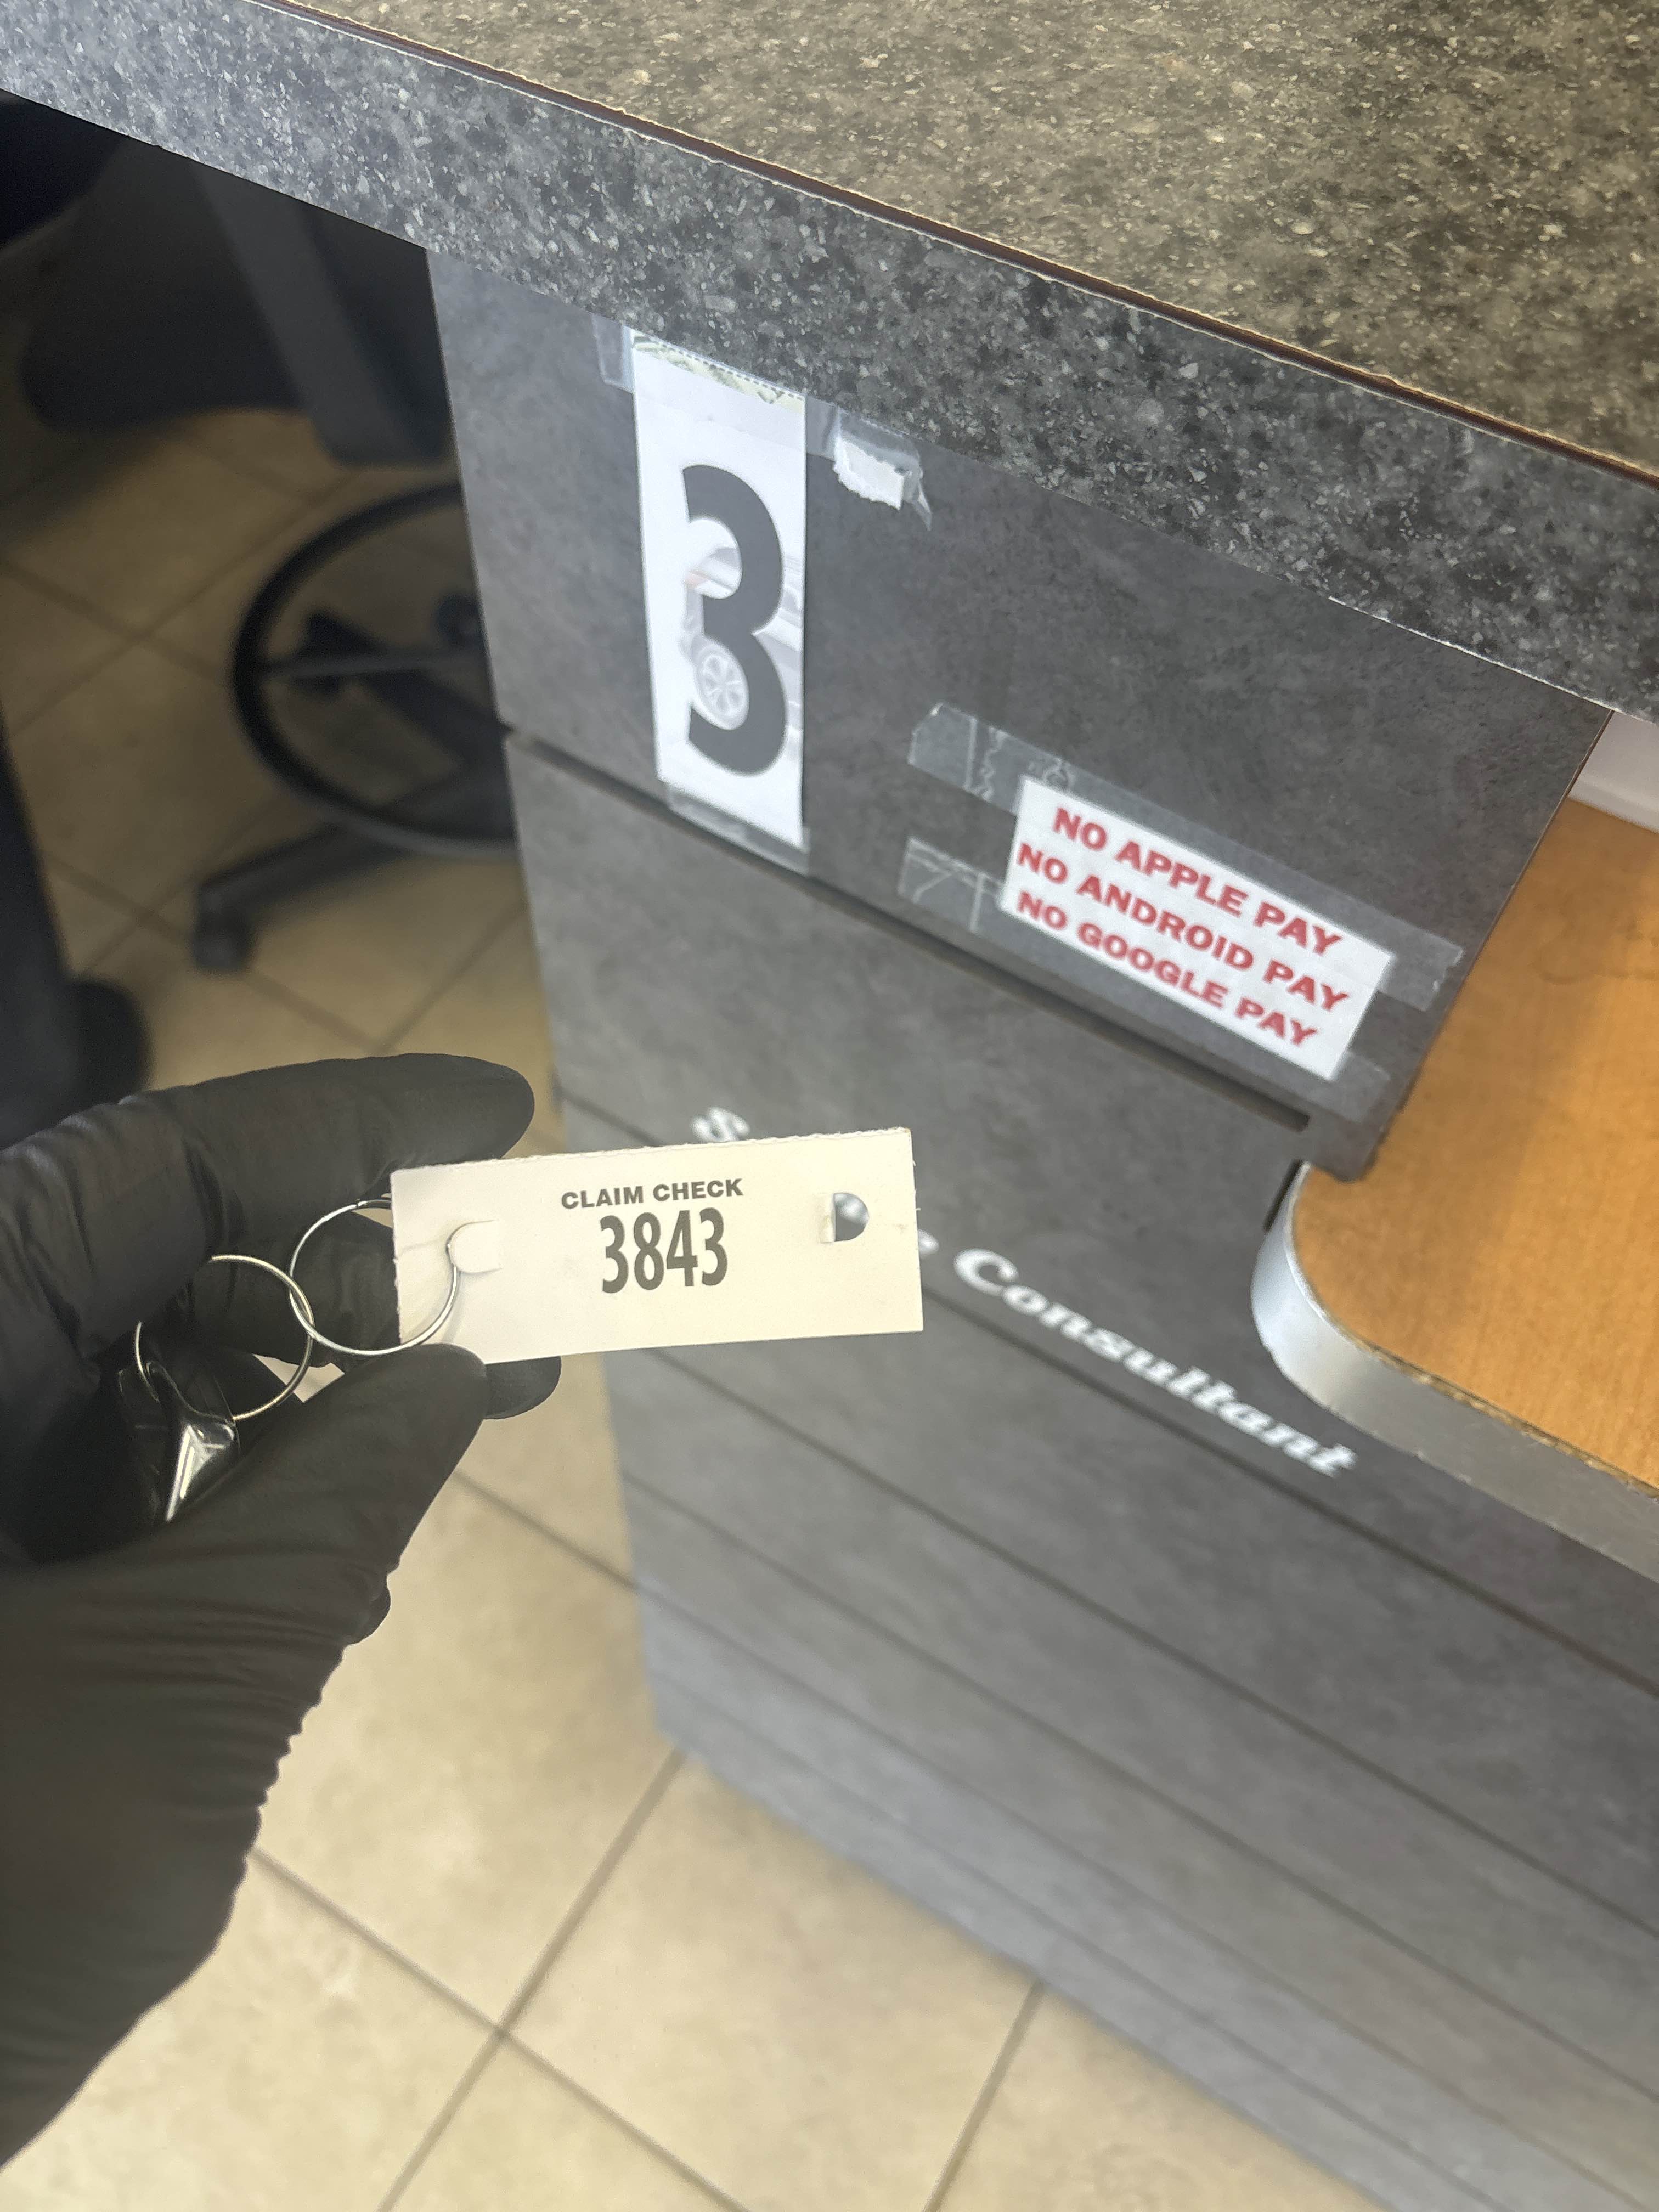 3
NO APPLE PAY
NO ANDROID PAY
NO GOOGLE PAY
CLAIM CHECK
3843
Consultant